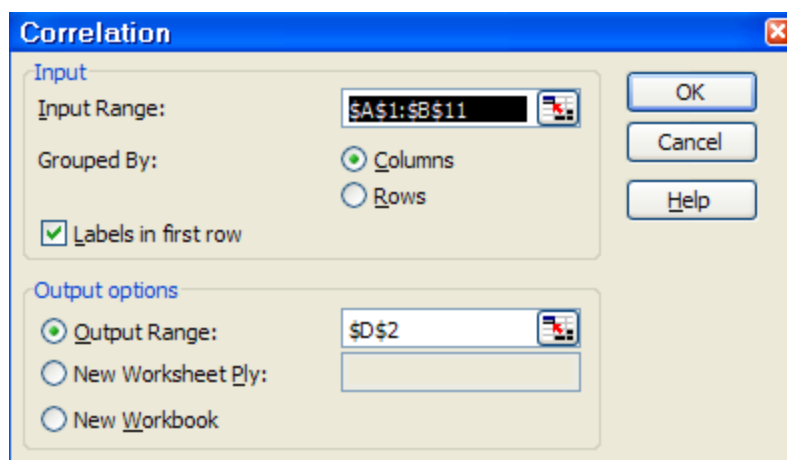 Correlation
Input
Input Range: $A$1:$B$11
Grouped By: Columns
Rows
Labels in first row
OK
Cancel
Help
Output options
Output Range: $D$2
New Worksheet Ply:
New Workbook